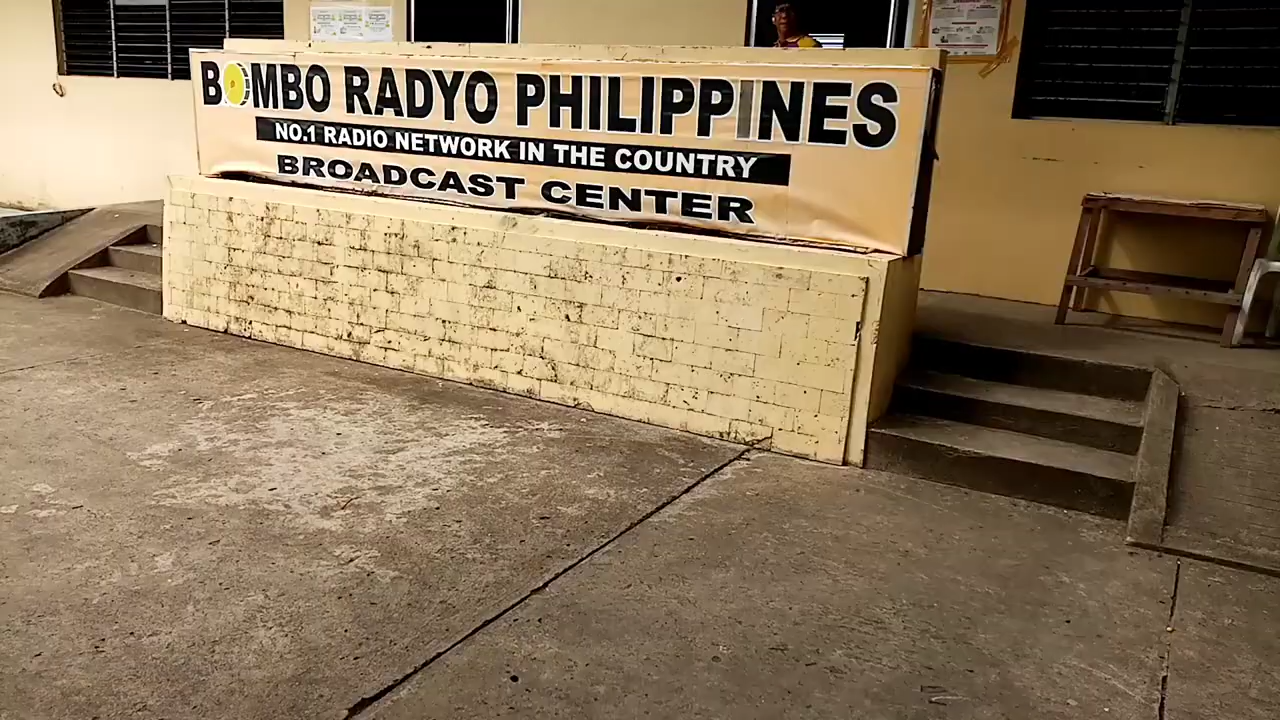 BOMBO RADYO PHILIPPINES
NO.1 RADIO NETWORK IN THE COUNTRY
BROADCAST CENTER